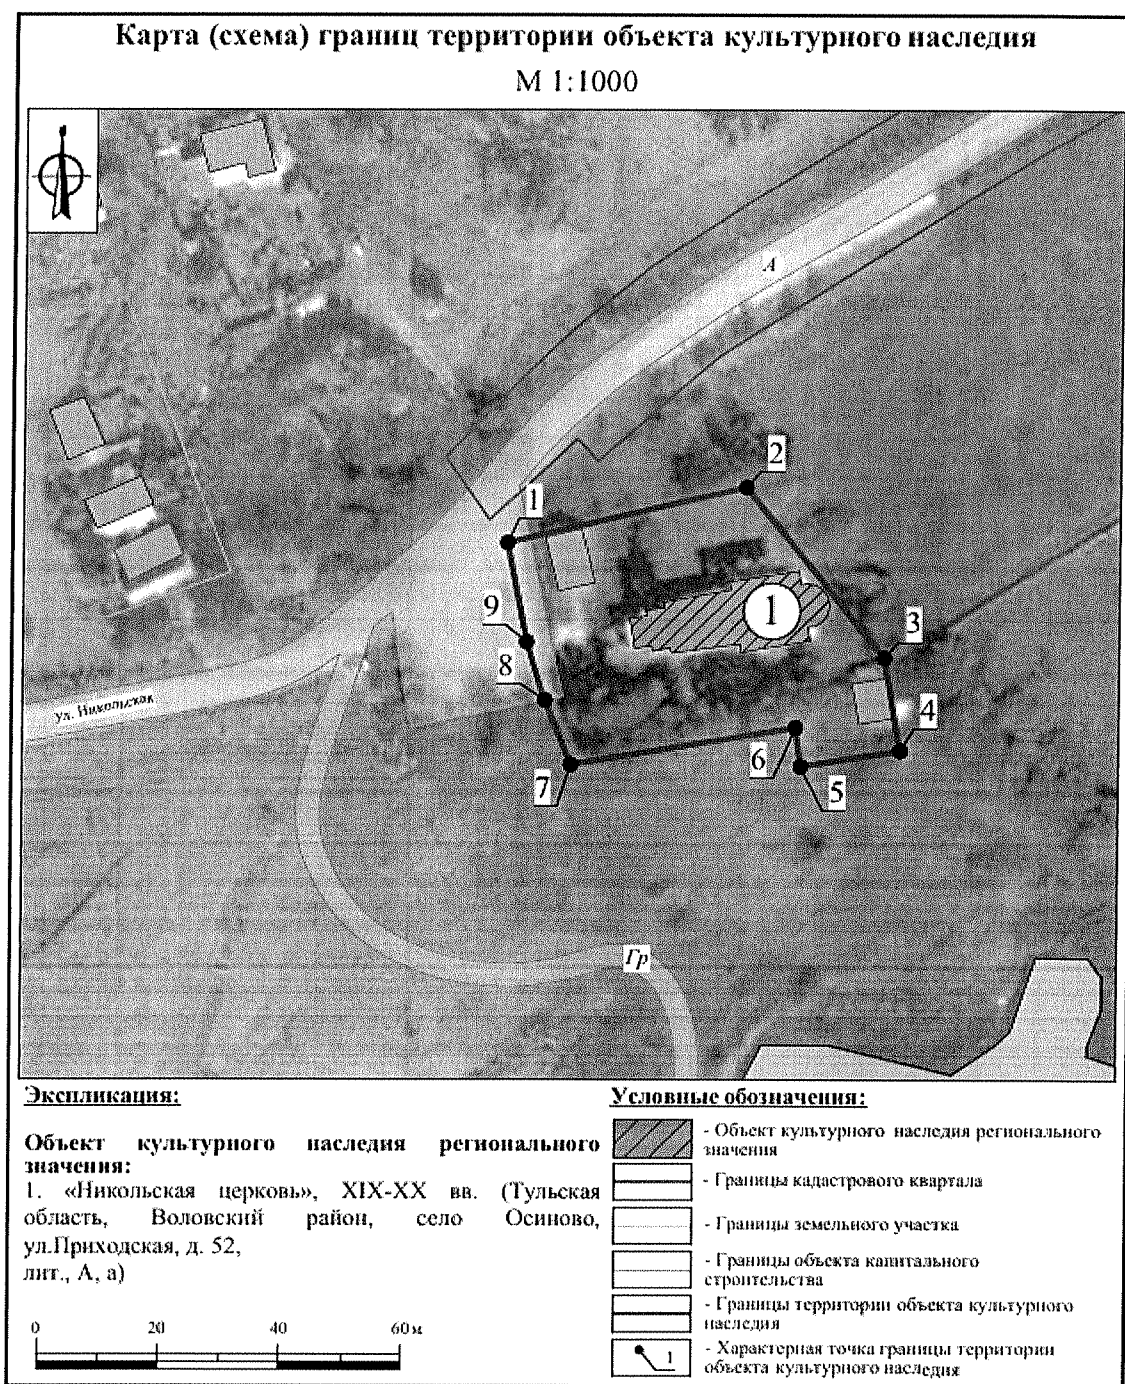 Карта (схема) границ территории объекта культурного наследия
М 1:1000
А
2
1
1
9
3
8
ул. Никольская
4
6
7
5
Гр
Экспликация:
Объект культурного наследия регионального
значения:
1. «Никольская церковь», XIX-XX вв. (Тульская
область, Воловский район, село Осиново,
ул.Приходская, д. 52,
лит., А, а)
0 20 40 60 м
Условные обозначения:
- Объект культурного наследия регионального
значения
- Границы кадастрового квартала
- Границы земельного участка
- Границы объекта капитального
строительства
- Границы территории объекта культурного
наследия
1
- Характерная точка границы территории
объекта культурного наследия